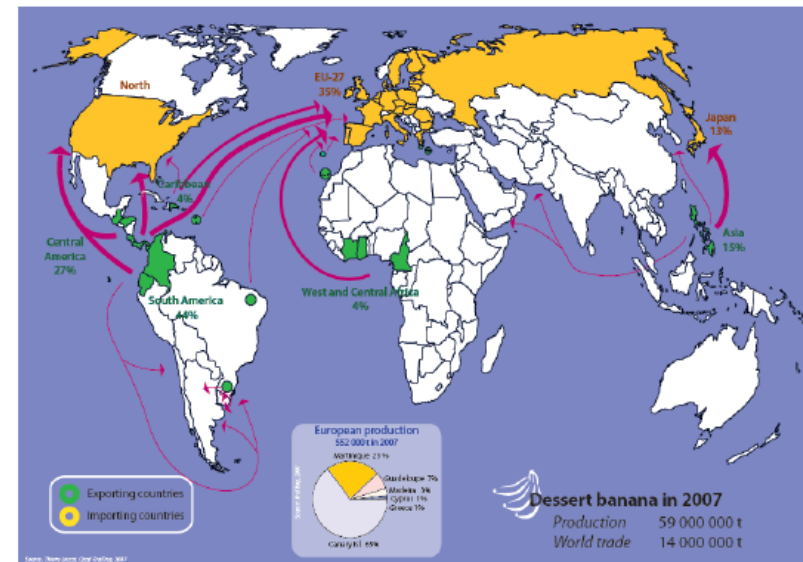 North
EU-27
35%
Japan
13%
Caribbean
4%
Central
America
27%
South America
44%
West and Central Africa
4%
Asia
15%
European production
552 000 t in 2007
Martinique
Guadeloupe 7%
Madeira 3%
Cyprus 1%
Greece 1%
Canary Isl. 65%
Exporting countries
Importing countries
Dessert banana in 2007
Production 59 000 000 t
World trade 14 000 000 t